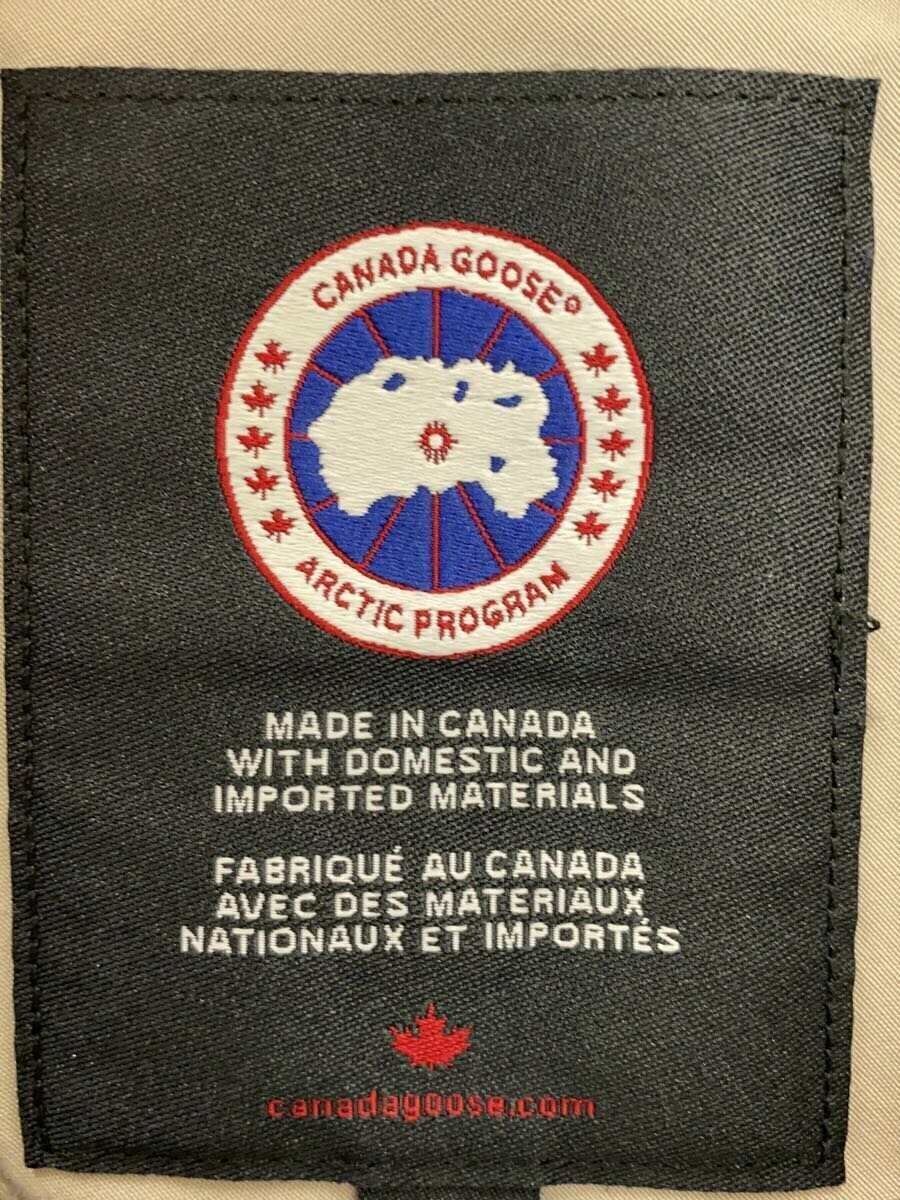 CANADA GOOSE®
ARCTIC PROGRAM
MADE IN CANADA
WITH DOMESTIC AND
IMPORTED MATERIALS
FABRIQUÉ AU CANADA
AVEC DES MATERIAUX
NATIONAUX ET IMPORTÉS
canadagoose.com